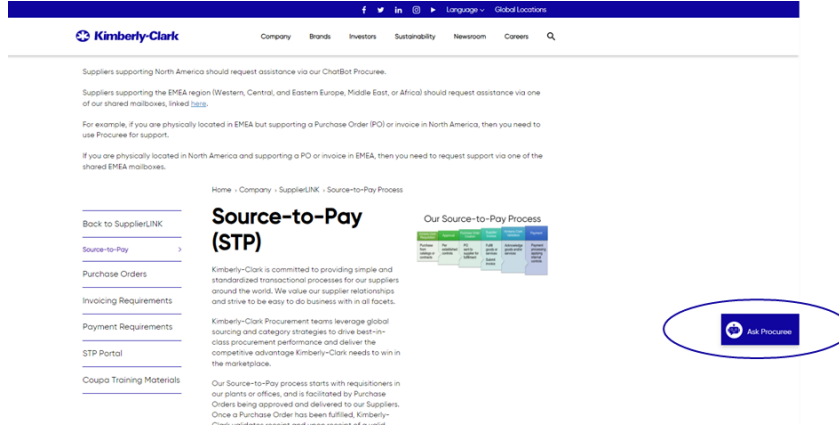 Language Global Locations
Kimberly-Clark
Company Brands Investors Sustainability Newsroom Careers
Suppliers supporting North America should request assistance via our ChatBot Procuree.
Suppliers supporting the EMEA region (Western, Central, and Eastern Europe, Middle East, or Africa) should request assistance via one
of our shared mailboxes, linked here.
For example, if you are physically located in EMEA but supporting a Purchase Order (PO) or invoice in North America, then you need to
use Procuree for support.
If you are physically located in North America and supporting a PO or invoice in EMEA, then you need to request support via one of the
shared EMEA mailboxes.
Home › Company › SupplierLINK › Source-to-Pay Process
Back to SupplierLINK
Source-to-Pay
Purchase Orders
Invoicing Requirements
Payment Requirements
STP Portal
Coupa Training Materials
Source-to-Pay
(STP)
Kimberly-Clark is committed to providing simple and
standardized transactional processes for our suppliers
around the world. We value our supplier relationships
and strive to be easy to do business with in all facets.
Kimberly-Clark Procurement teams leverage global
sourcing and category strategies to drive best-in-
class procurement performance and deliver the
competitive advantage Kimberly-Clark needs to win in
the marketplace.
Our Source-to-Pay process starts with requisitioners in
our plants or offices, and is facilitated by Purchase
Orders being approved and delivered to our Suppliers.
Once a Purchase Order has been fulfilled, Kimberly-
Clark validates receipt and upon receipt of a valid
Our Source-to-Pay Process
Payment
Ask Procuree